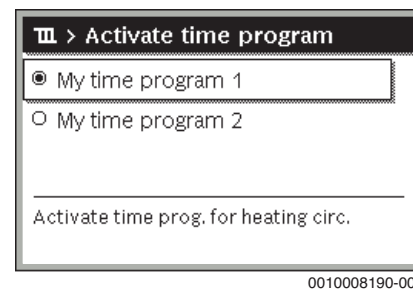 > Activate time program
My time program 1
My time program 2
Activate time prog. for heating circ.
0010008190-00